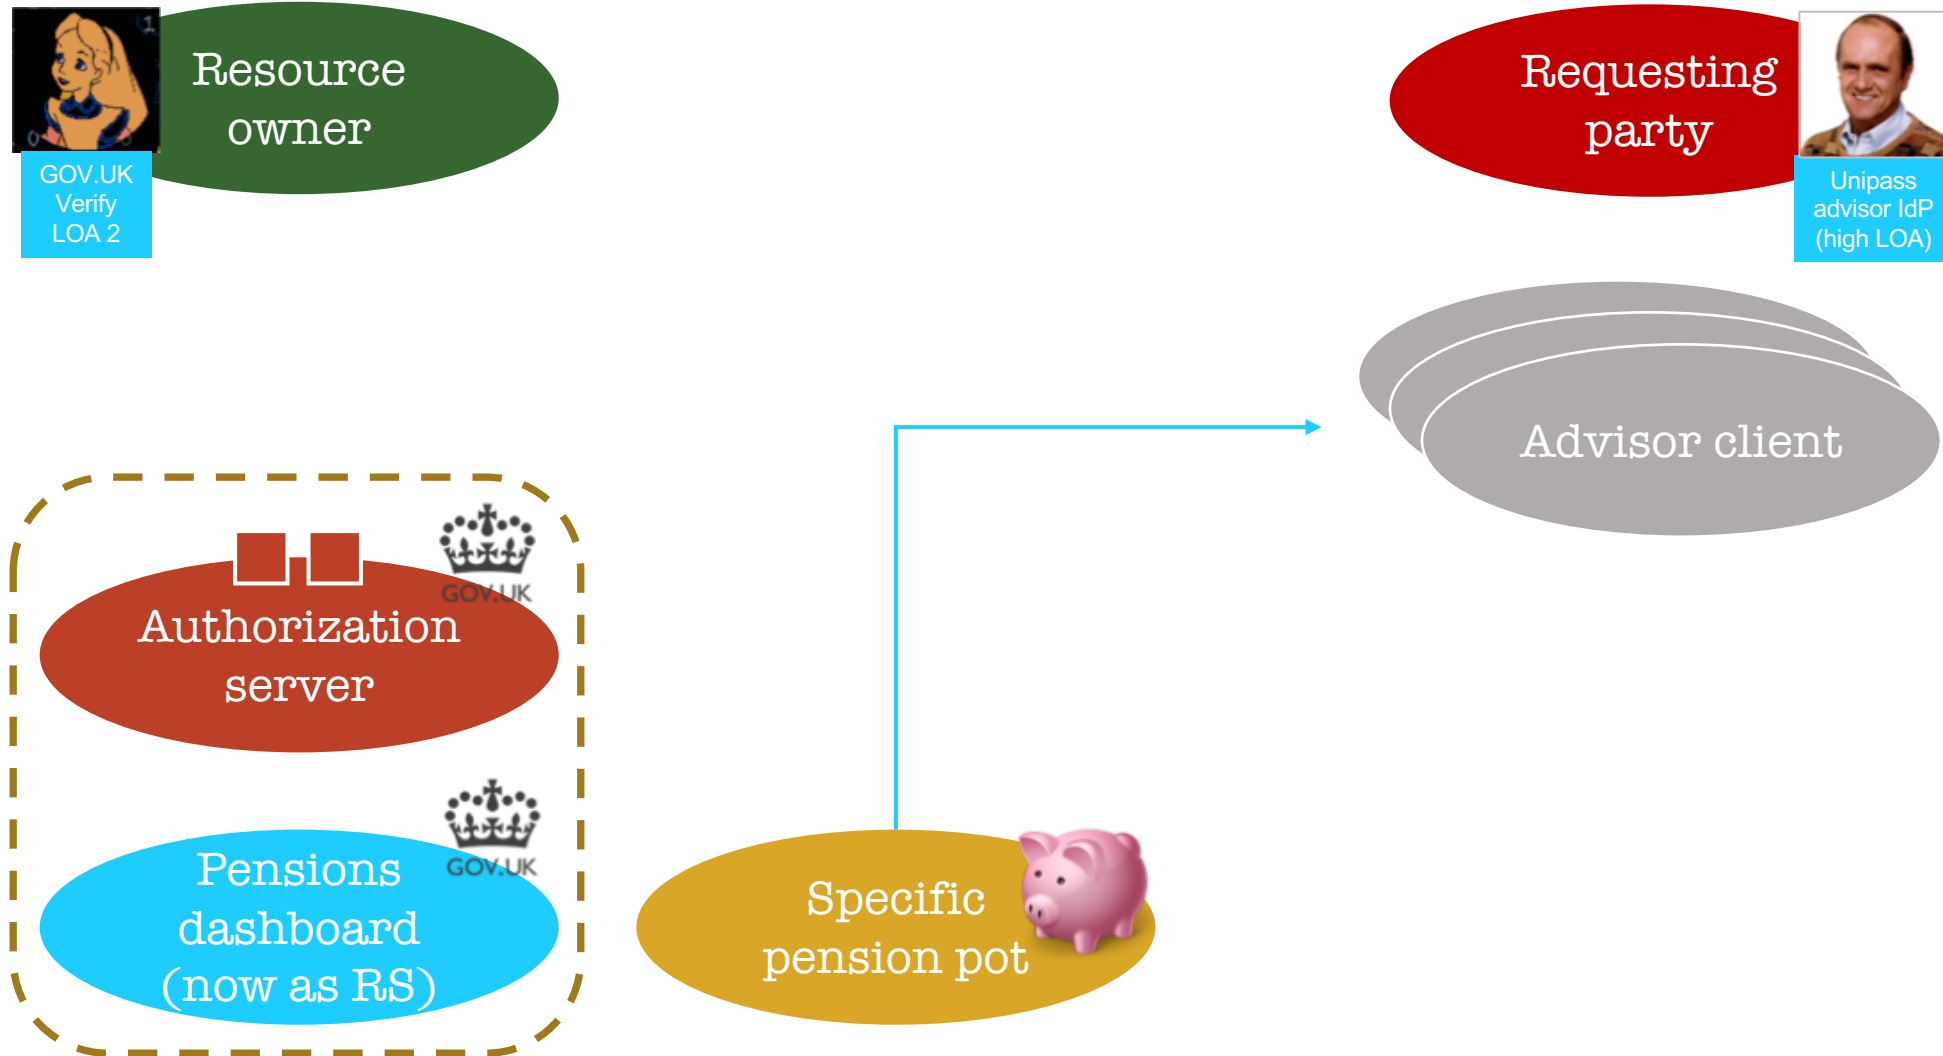 Resource
owner
GOV.UK
Verify
LOA 2
Requesting
party
Unipass
advisor IdP
(high LOA)
Advisor client
GOV.UK
Authorization
server
GOV.UK
Pensions
dashboard
(now as RS)
Specific
pension pot